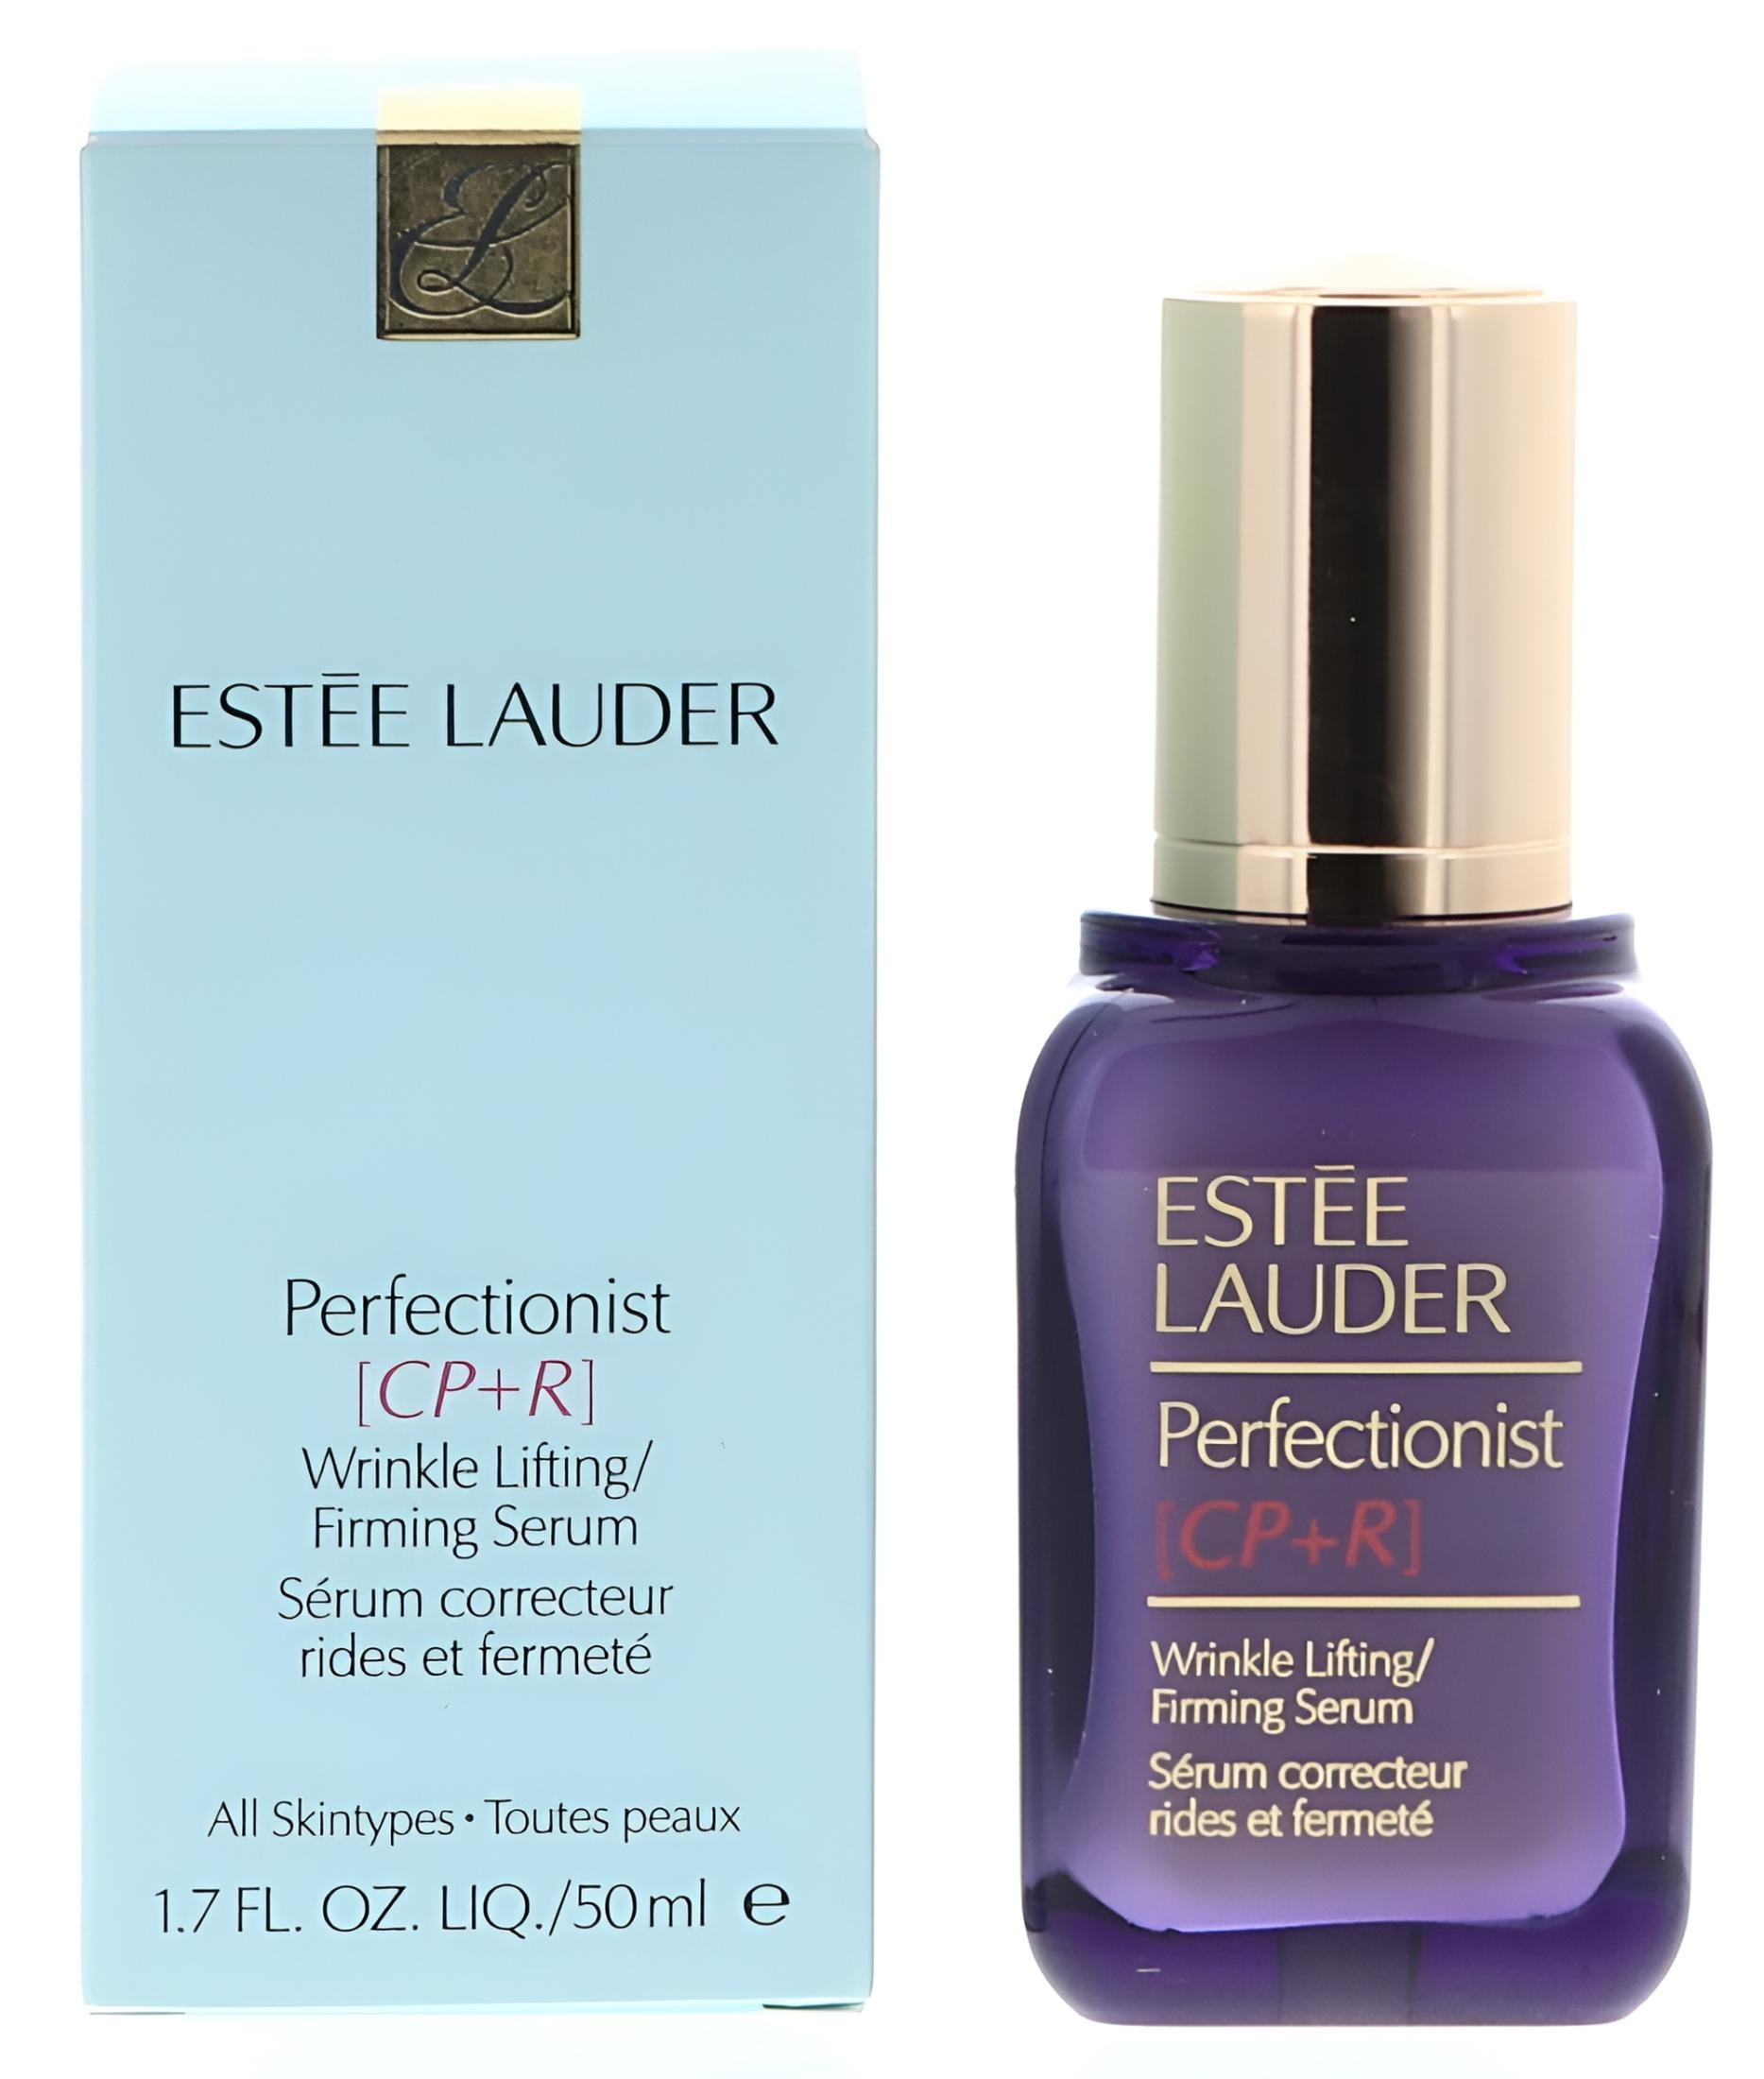 EL
ESTĒE LAUDER
Perfectionist
[CP+R]
Wrinkle Lifting/
Firming Serum
Sérum correcteur
rides et fermeté
All Skintypes • Toutes peaux
1.7 FL. OZ. LIQ./50 ml ℮
ESTĒE
LAUDER
Perfectionist
[CP+R]
Wrinkle Lifting/
Firming Serum
Sérum correcteur
rides et fermeté